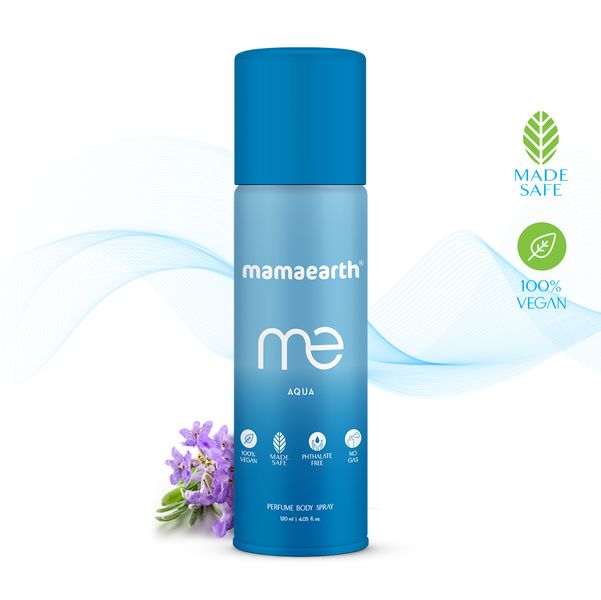 mamaearth®
me
AQUA
100% VEGAN
MADE SAFE
PHTHALATE FREE
NO GAS
PERFUME BODY SPRAY
120 ml | 4.05 fl. oz.
MADE
SAFE
100%
VEGAN